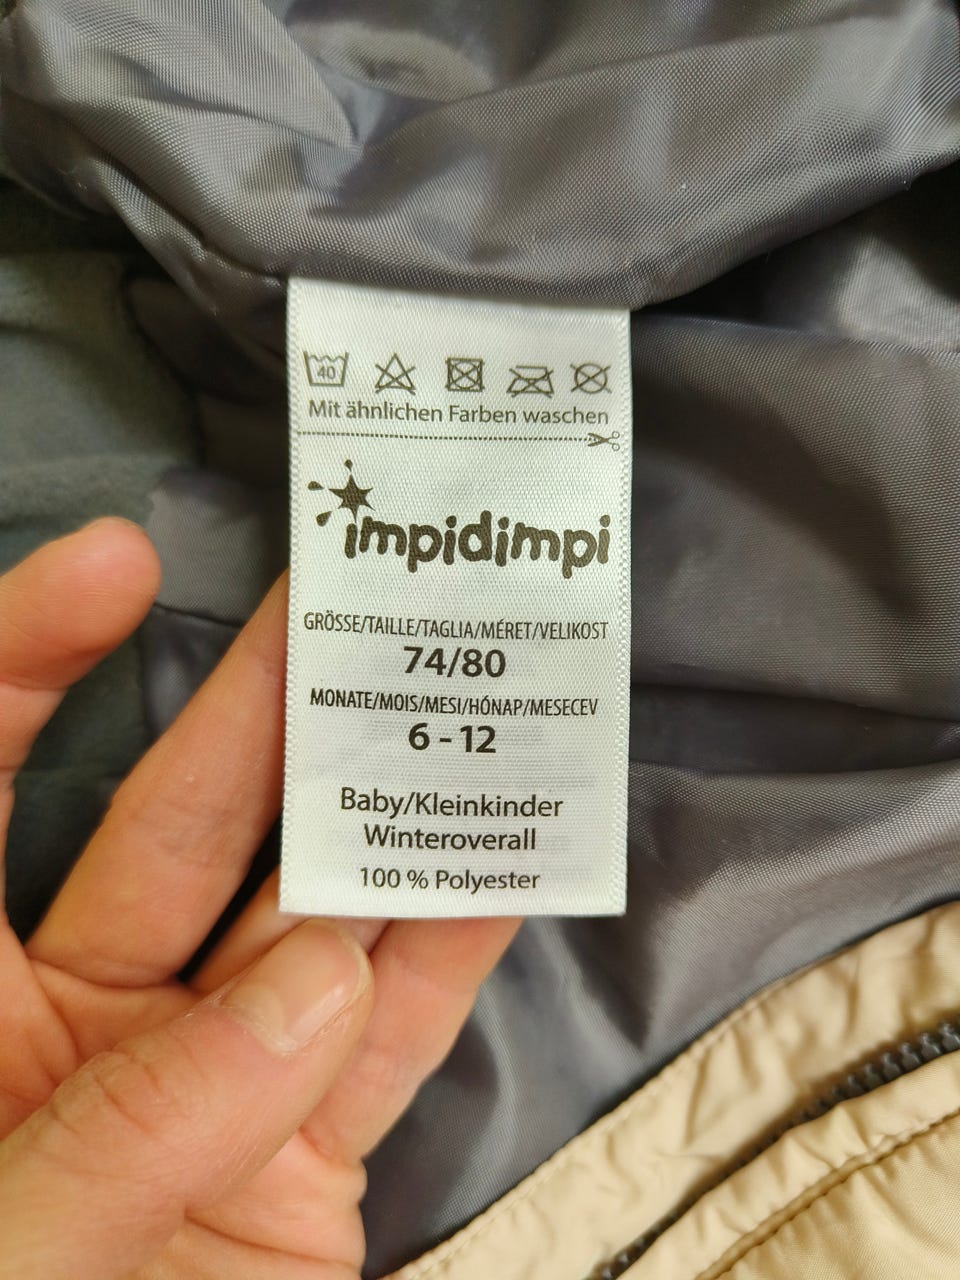 40
Mit ähnlichen Farben waschen
impidimpi
GRÖSSE/TAILLE/TAGLIA/MÉRET/VELIKOST
74/80
MONATE/MOIS/MESI/HÓNAP/MESECEV
6 - 12
Baby/Kleinkinder
Winteroverall
100 % Polyester